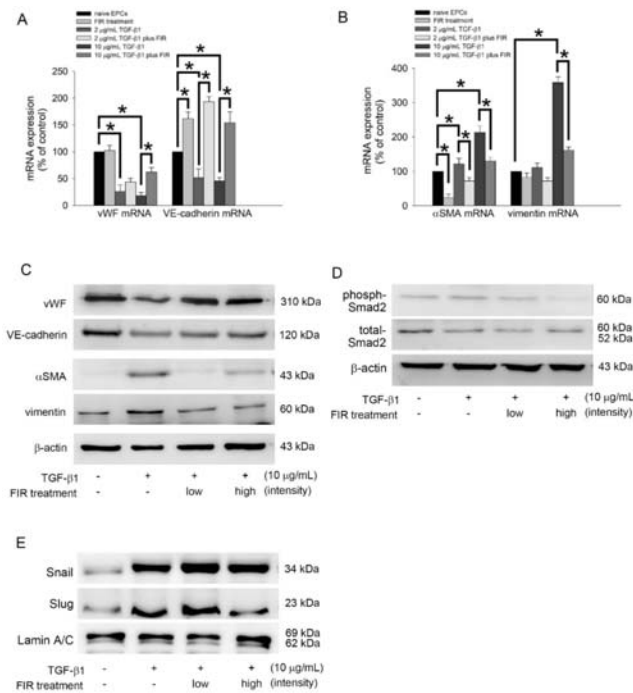 A
naive EPCs
FIR treatment
2 μg/mL TGF-β1
2 μg/mL TGF-β1 plus FIR
10 μg/mL TGF-β1
10 μg/mL TGF-β1 plus FIR
mRNA expression
(% of control)
250
200
150
100
50
0
* * * * * * *
vWF mRNA VE-cadherin mRNA
B
naive EPCs
FIR treatment
2 μg/mL TGF-β1
2 μg/mL TGF-β1 plus FIR
10 μg/mL TGF-β1
10 μg/mL TGF-β1 plus FIR
mRNA expression
(% of control)
400
300
200
100
0
* * * * * * *
αSMA mRNA vimentin mRNA
C
vWF 310 kDa
VE-cadherin 120 kDa
αSMA 43 kDa
vimentin 60 kDa
β-actin 43 kDa
TGF-β1 - + + + (10 μg/mL)
FIR treatment - - low high (intensity)
D
phosph-
Smad2 60 kDa
total-
Smad2 60 kDa
52 kDa
β-actin 43 kDa
TGF-β1 - + + + (10 μg/mL)
FIR treatment - - low high (intensity)
E
Snail 34 kDa
Slug 23 kDa
Lamin A/C 69 kDa
62 kDa
TGF-β1 - + + + (10 μg/mL)
FIR treatment - - low high (intensity)